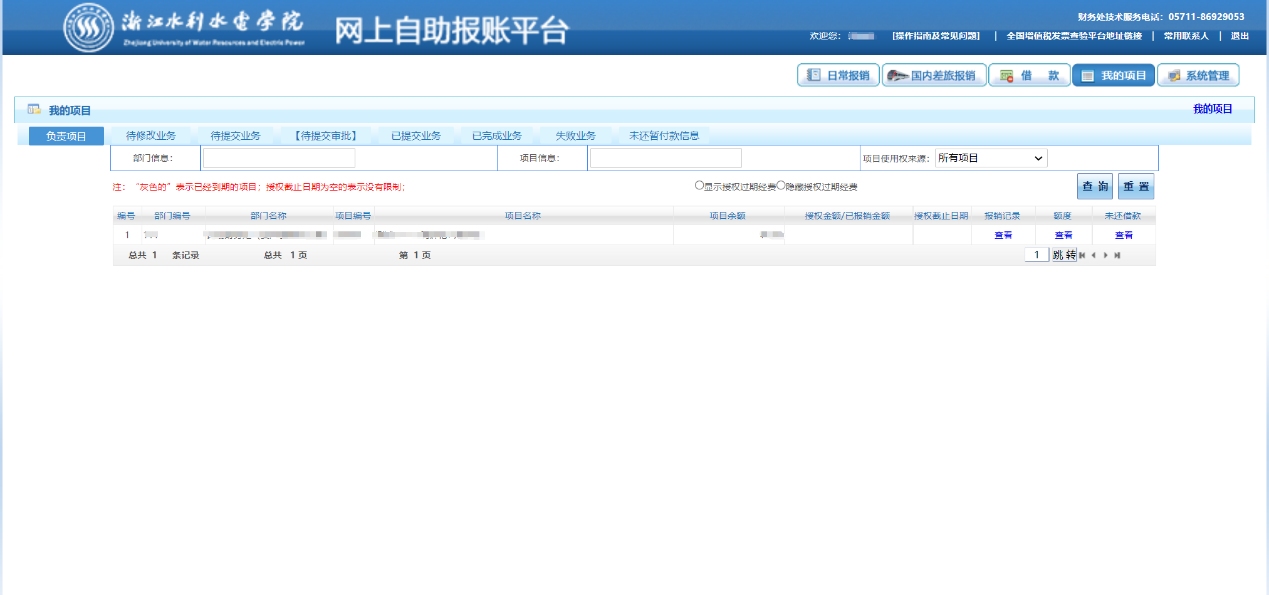 浙江水利水电学院
Zhejiang University of Water Resources and Electric Power
网上自助报账平台
财务处技术服务电话：05711-86929053
欢迎您：
[操作指南及常见问题] | 全国增值税发票查验平台地址链接 | 常用联系人 | 退出
日常报销 国内差旅报销 借 款 我的项目 系统管理
我的项目 我的项目
负责项目 待修改业务 待提交业务 【待提交审批】 已提交业务 已完成业务 失败业务 未还暂付款信息
部门信息： 项目信息： 项目使用权来源： 所有项目
注：“灰色的”表示已经到期的项目；授权截止日期为空的表示没有限制； 显示授权过期经费 隐藏授权过期经费 查 询 重 置
编号 部门编号 部门名称 项目编号 项目名称 项目余额 授权金额/已报销金额 授权截止日期 报销记录 额度 未还借款
1 查看 查看 查看
总共 1 条记录 总共 1 页 第 1 页 1 跳 转